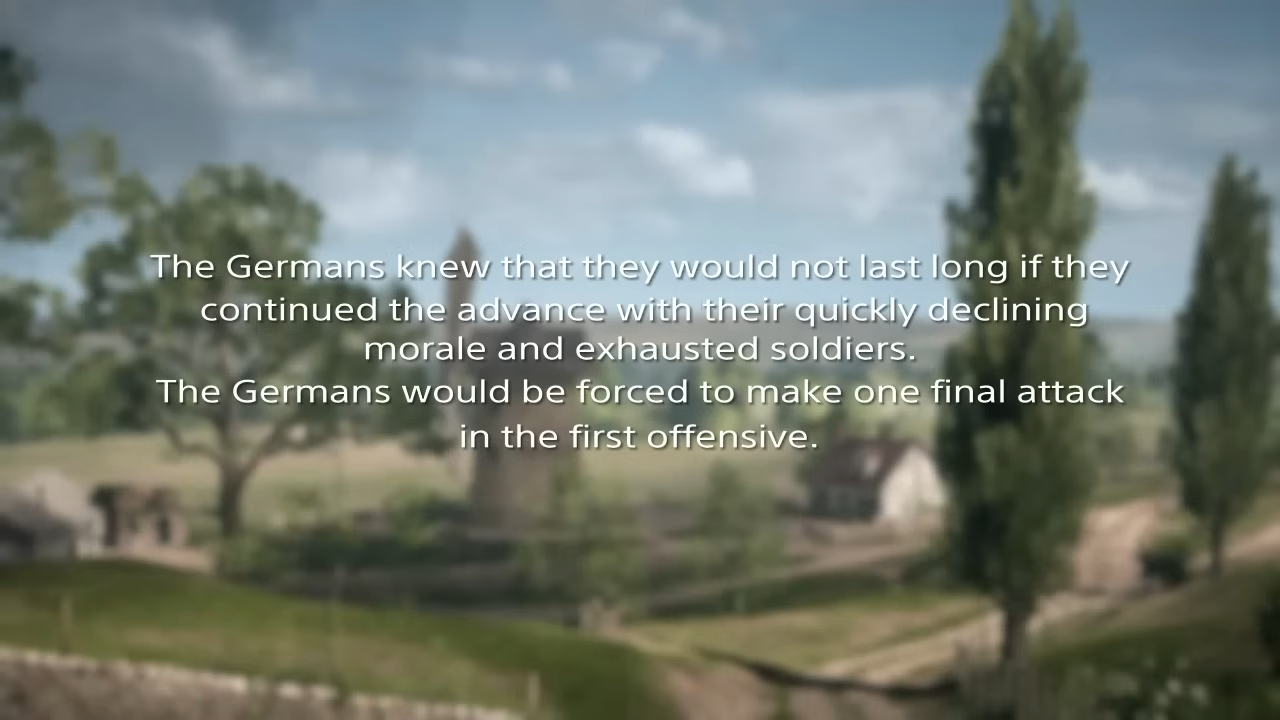 The Germans knew that they would not last long if they
continued the advance with their quickly declining
morale and exhausted soldiers.
The Germans would be forced to make one final attack
in the first offensive.